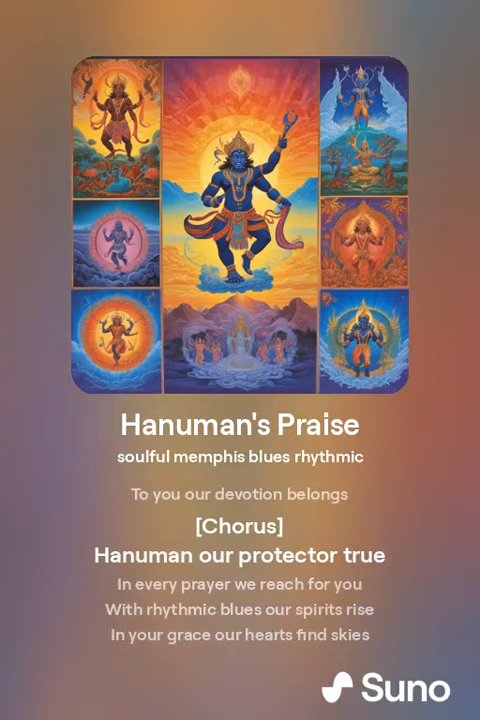 Hanuman's Praise
soulful memphis blues rhythmic
To you our devotion belongs
[Chorus]
Hanuman our protector true
In every prayer we reach for you
With rhythmic blues our spirits rise
In your grace our hearts find skies
Suno